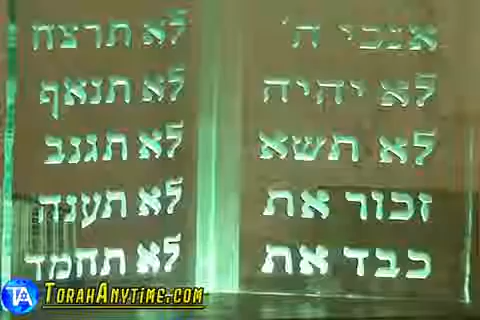 אנכי ה'
לא יהיה
לא תשא
זכור את
כבד את
לא תרצח
לא תנאף
לא תגנב
לא תענה
לא תחמד
TA TORAHANYTIME.COM